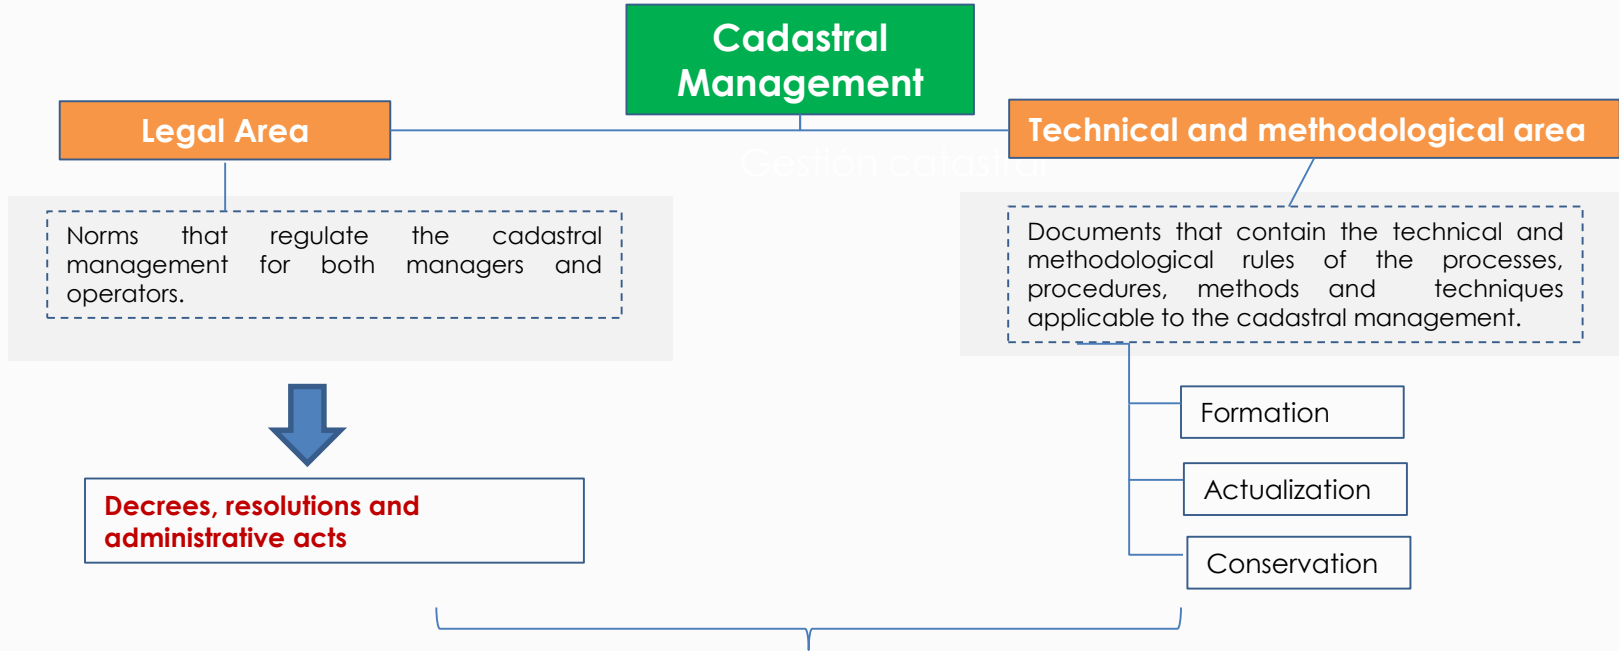 Cadastral
Management
Legal Area
Technical and methodological area
Gestión catastral
Norms that regulate the cadastral
management for both managers and
operators.
Documents that contain the technical and
methodological rules of the processes,
procedures, methods and techniques
applicable to the cadastral management.
Decrees, resolutions and
administrative acts
Formation
Actualization
Conservation